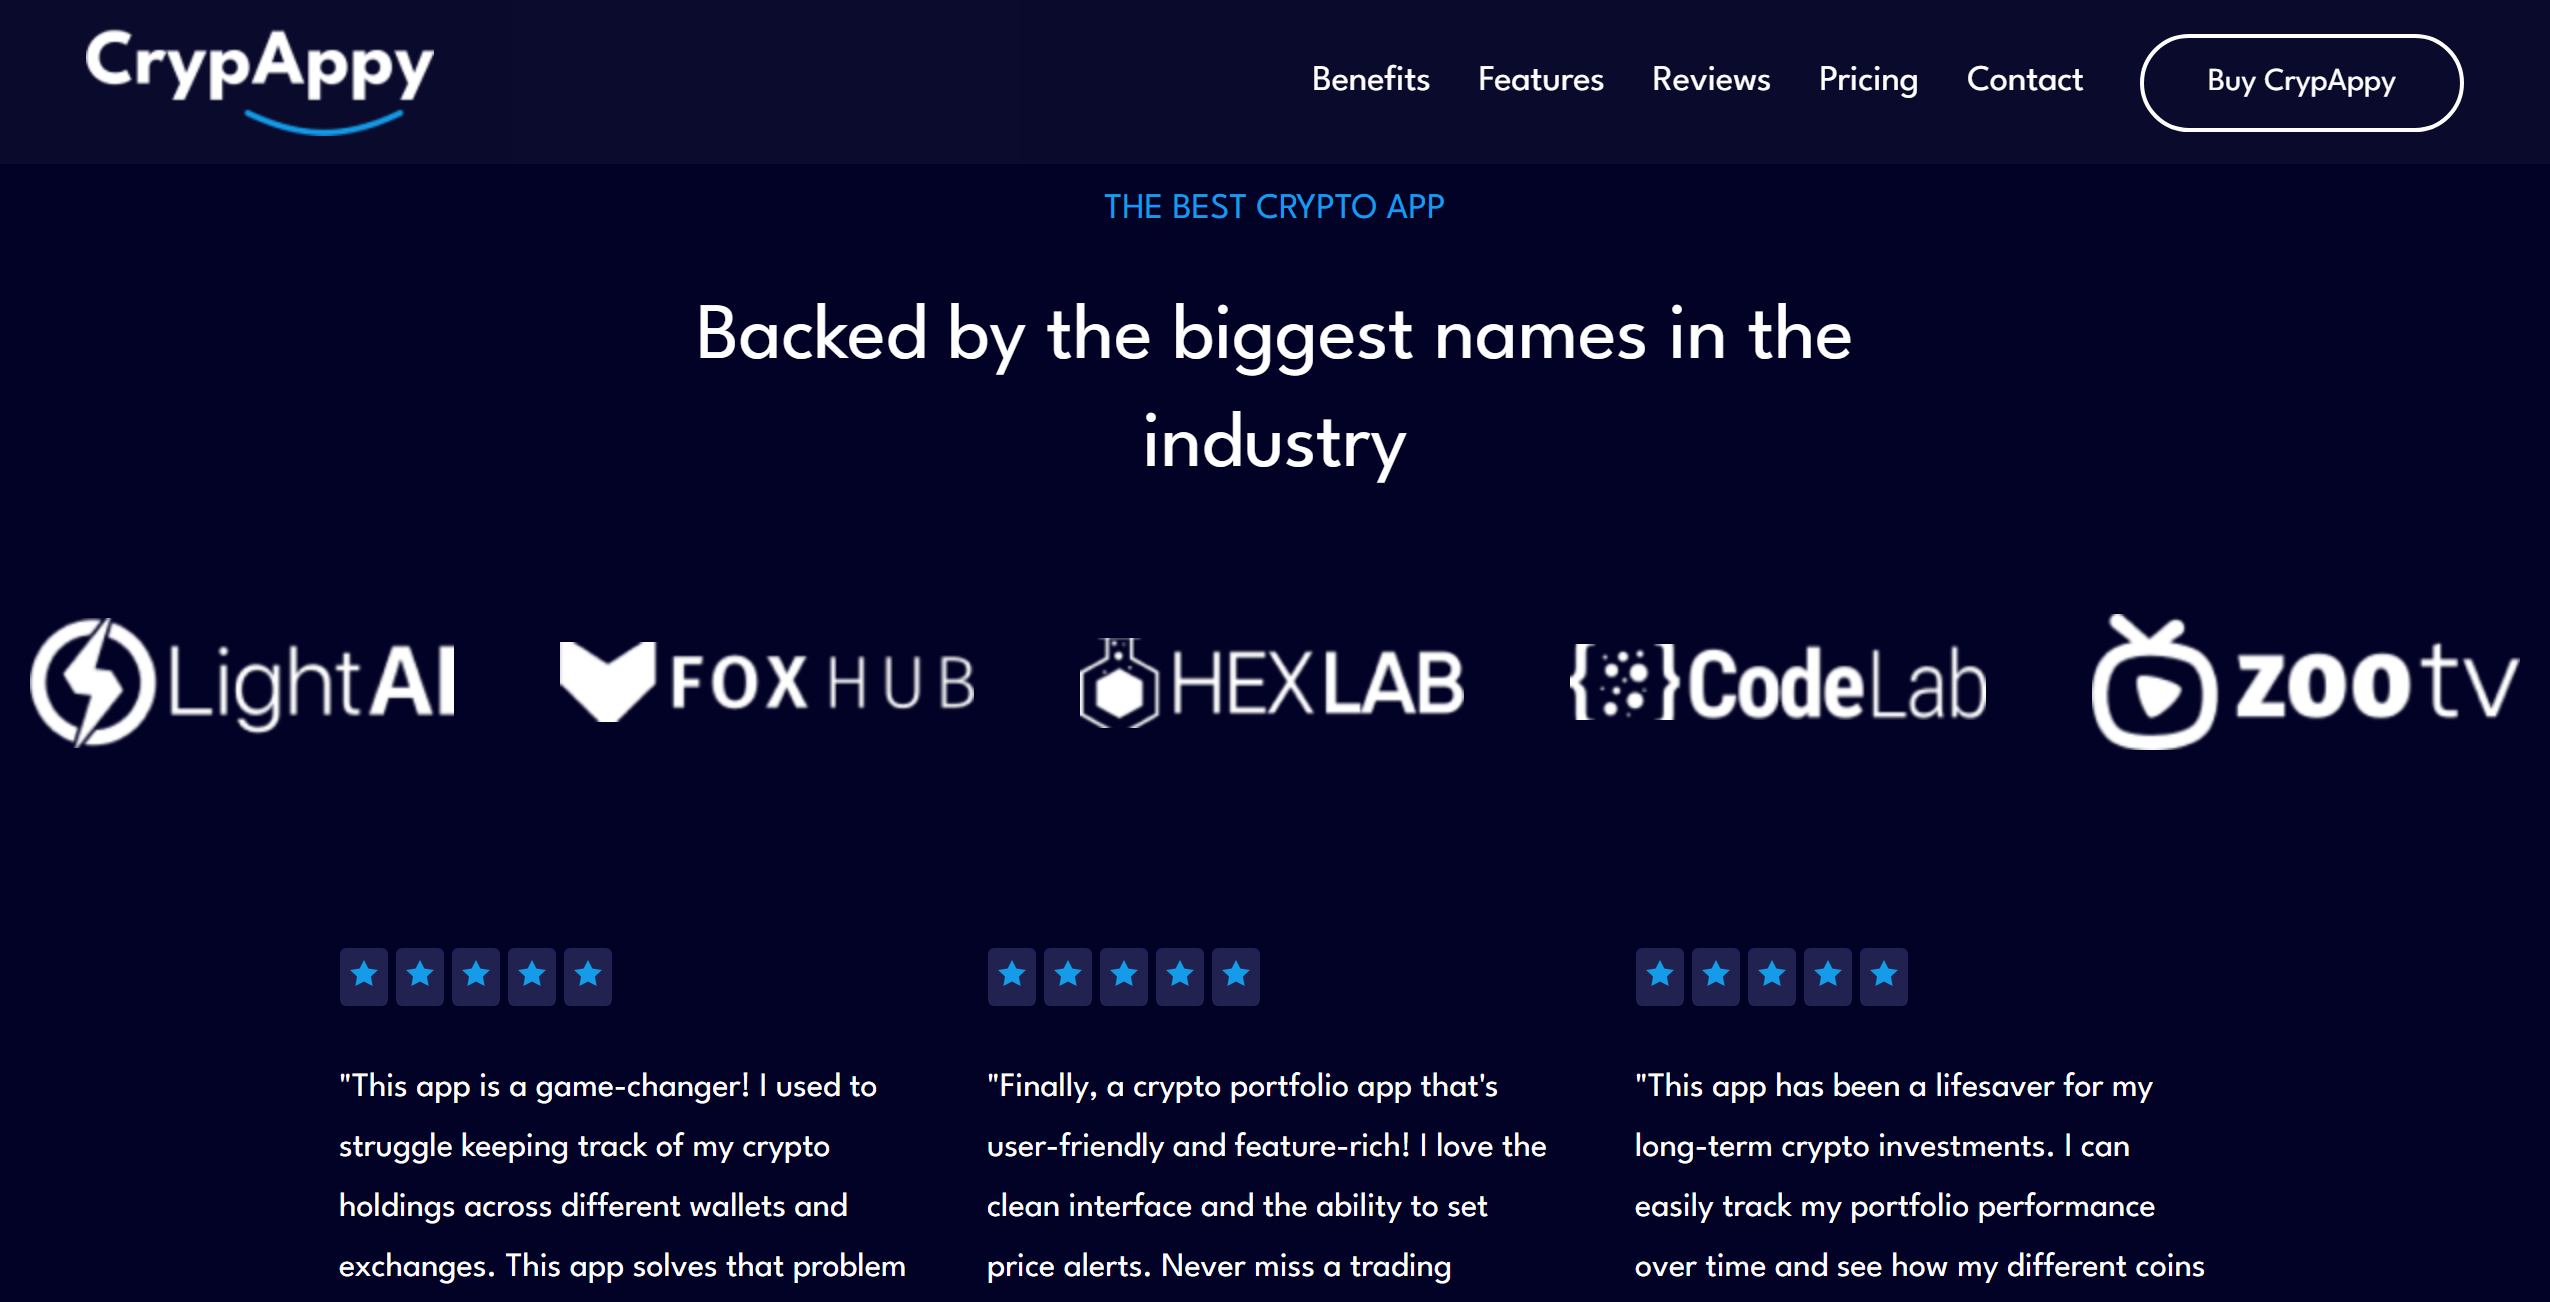 CrypAppy
Benefits
Features
Reviews
Pricing
Contact
Buy CrypAppy
THE BEST CRYPTO APP
Backed by the biggest names in the
industry
Light AI
FOX HUB
HEXLAB
CodeLab
zootv
"This app is a game-changer! I used to
struggle keeping track of my crypto
holdings across different wallets and
exchanges. This app solves that problem
"Finally, a crypto portfolio app that's
user-friendly and feature-rich! I love the
clean interface and the ability to set
price alerts. Never miss a trading
"This app has been a lifesaver for my
long-term crypto investments. I can
easily track my portfolio performance
over time and see how my different coins